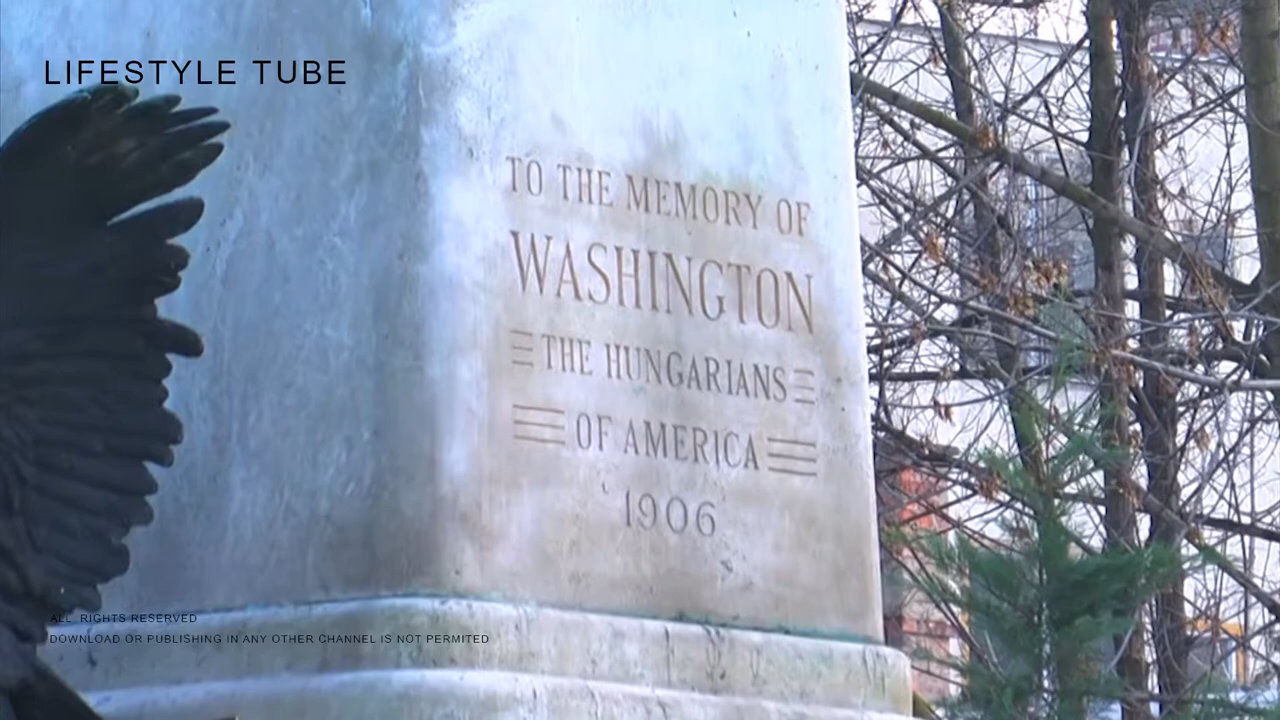 LIFESTYLE TUBE
TO THE MEMORY OF
WASHINGTON
THE HUNGARIANS
OF AMERICA
1906
ALL RIGHTS RESERVED
DOWNLOAD OR PUBLISHING IN ANY OTHER CHANNEL IS NOT PERMITED